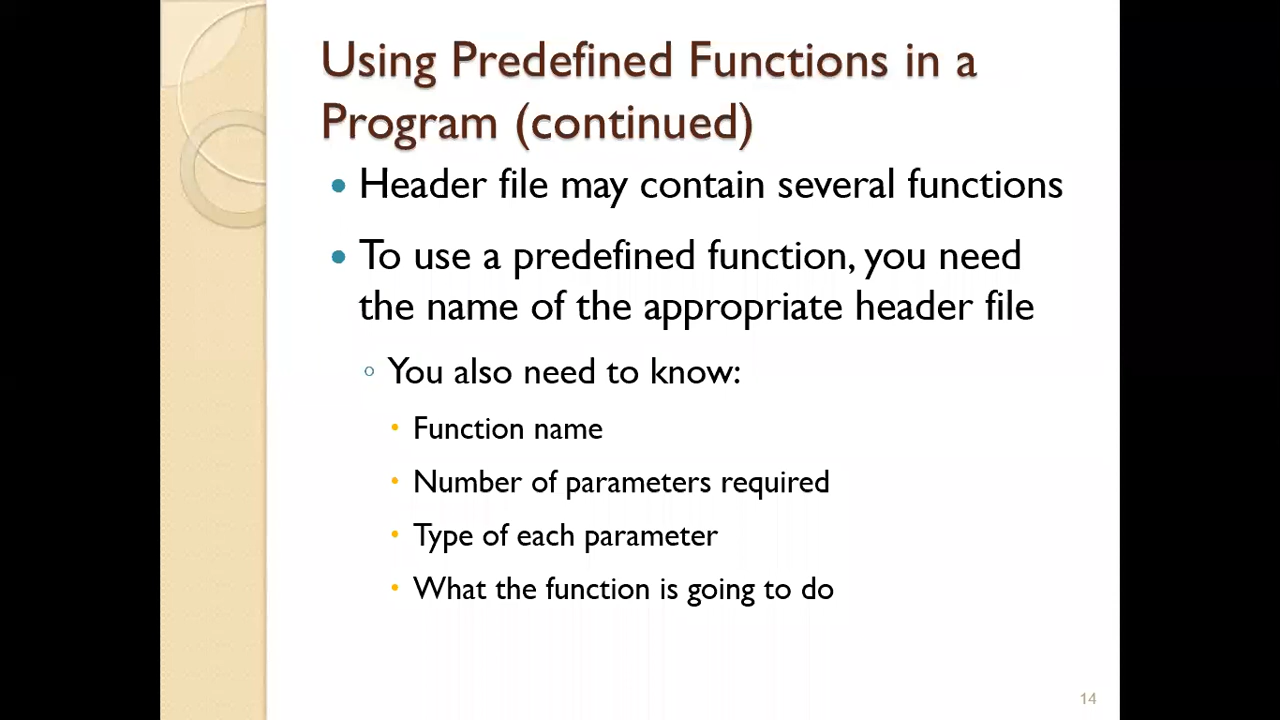 Using Predefined Functions in a
Program (continued)
• Header file may contain several functions
• To use a predefined function, you need
the name of the appropriate header file
◦ You also need to know:
• Function name
• Number of parameters required
• Type of each parameter
• What the function is going to do
14